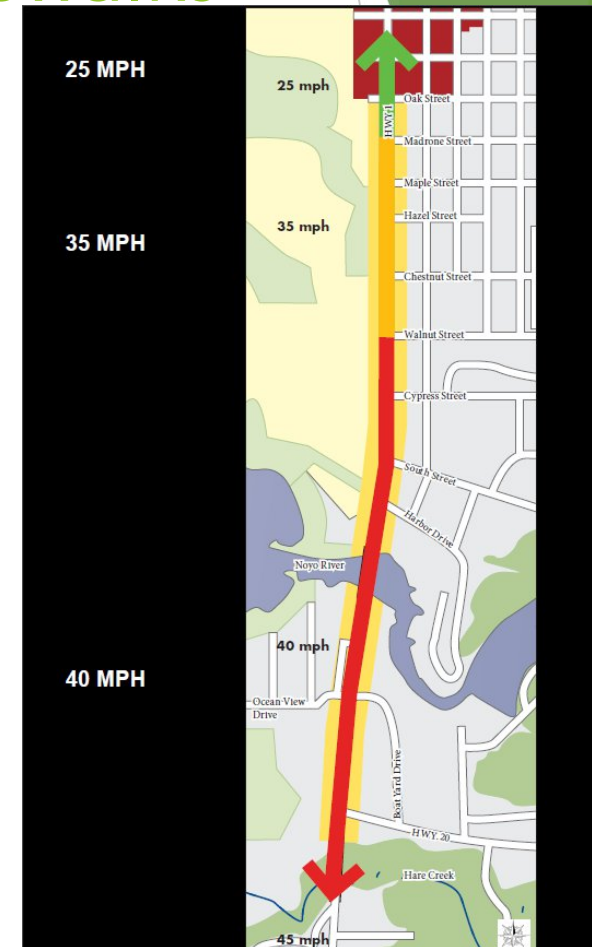 25 MPH
25 mph
Oak Street
HWY 1
Madrone Street
Maple Street
35 mph
Hazel Street
35 MPH
Chestnut Street
Walnut Street
Cypress Street
South Street
Harbor Drive
Noyo River
40 mph
40 MPH
Ocean View
Drive
Boat Yard Drive
HWY. 20
Hare Creek
45 mph